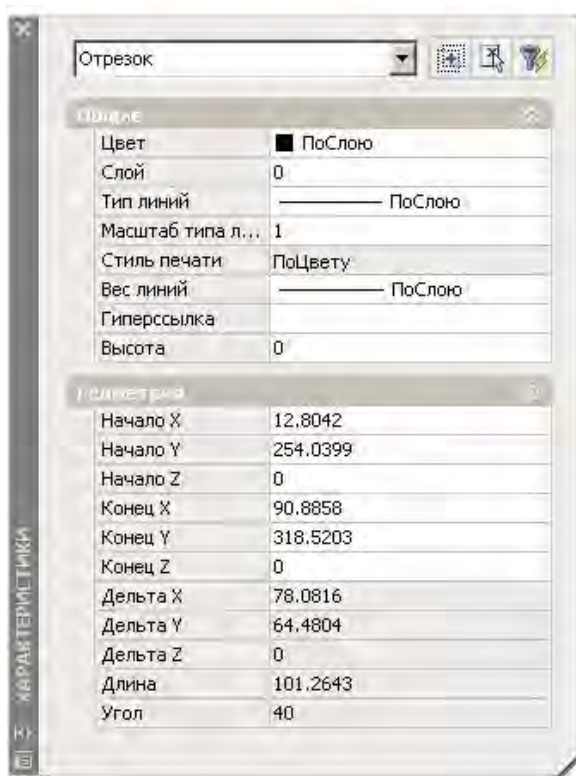 Отрезок
Общие
Цвет ПоСлою
Слой 0
Тип линий ПоСлою
Масштаб типа л... 1
Стиль печати ПоЦвету
Вес линий ПоСлою
Гиперссылка
Высота 0
Геометрия
Начало X 12.8042
Начало Y 254.0399
Начало Z 0
Конец X 90.8858
Конец Y 318.5203
Конец Z 0
Дельта X 78.0816
Дельта Y 64.4804
Дельта Z 0
Длина 101.2643
Угол 40
ХАРАКТЕРИСТИКИ